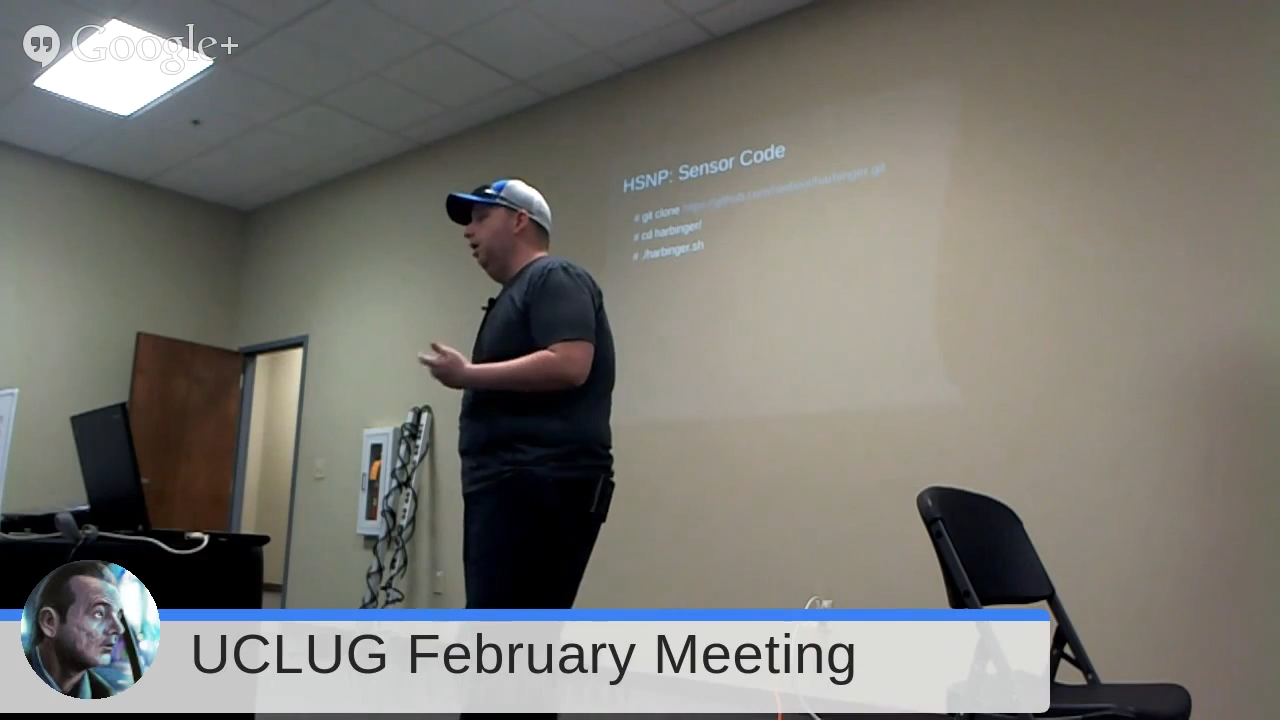 Google+
HSNP: Sensor Code
# git clone
# cd harbinger/
# ./harbinger.sh
UCLUG February Meeting